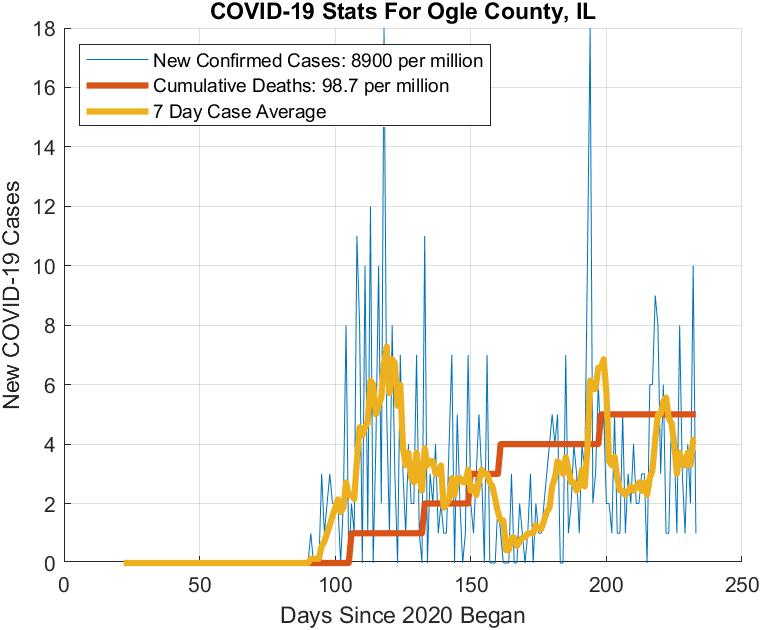 COVID-19 Stats For Ogle County, IL
New Confirmed Cases: 8900 per million
Cumulative Deaths: 98.7 per million
7 Day Case Average
New COVID-19 Cases
18
16
14
12
10
8
6
4
2
0
0 50 100 150 200 250
Days Since 2020 Began